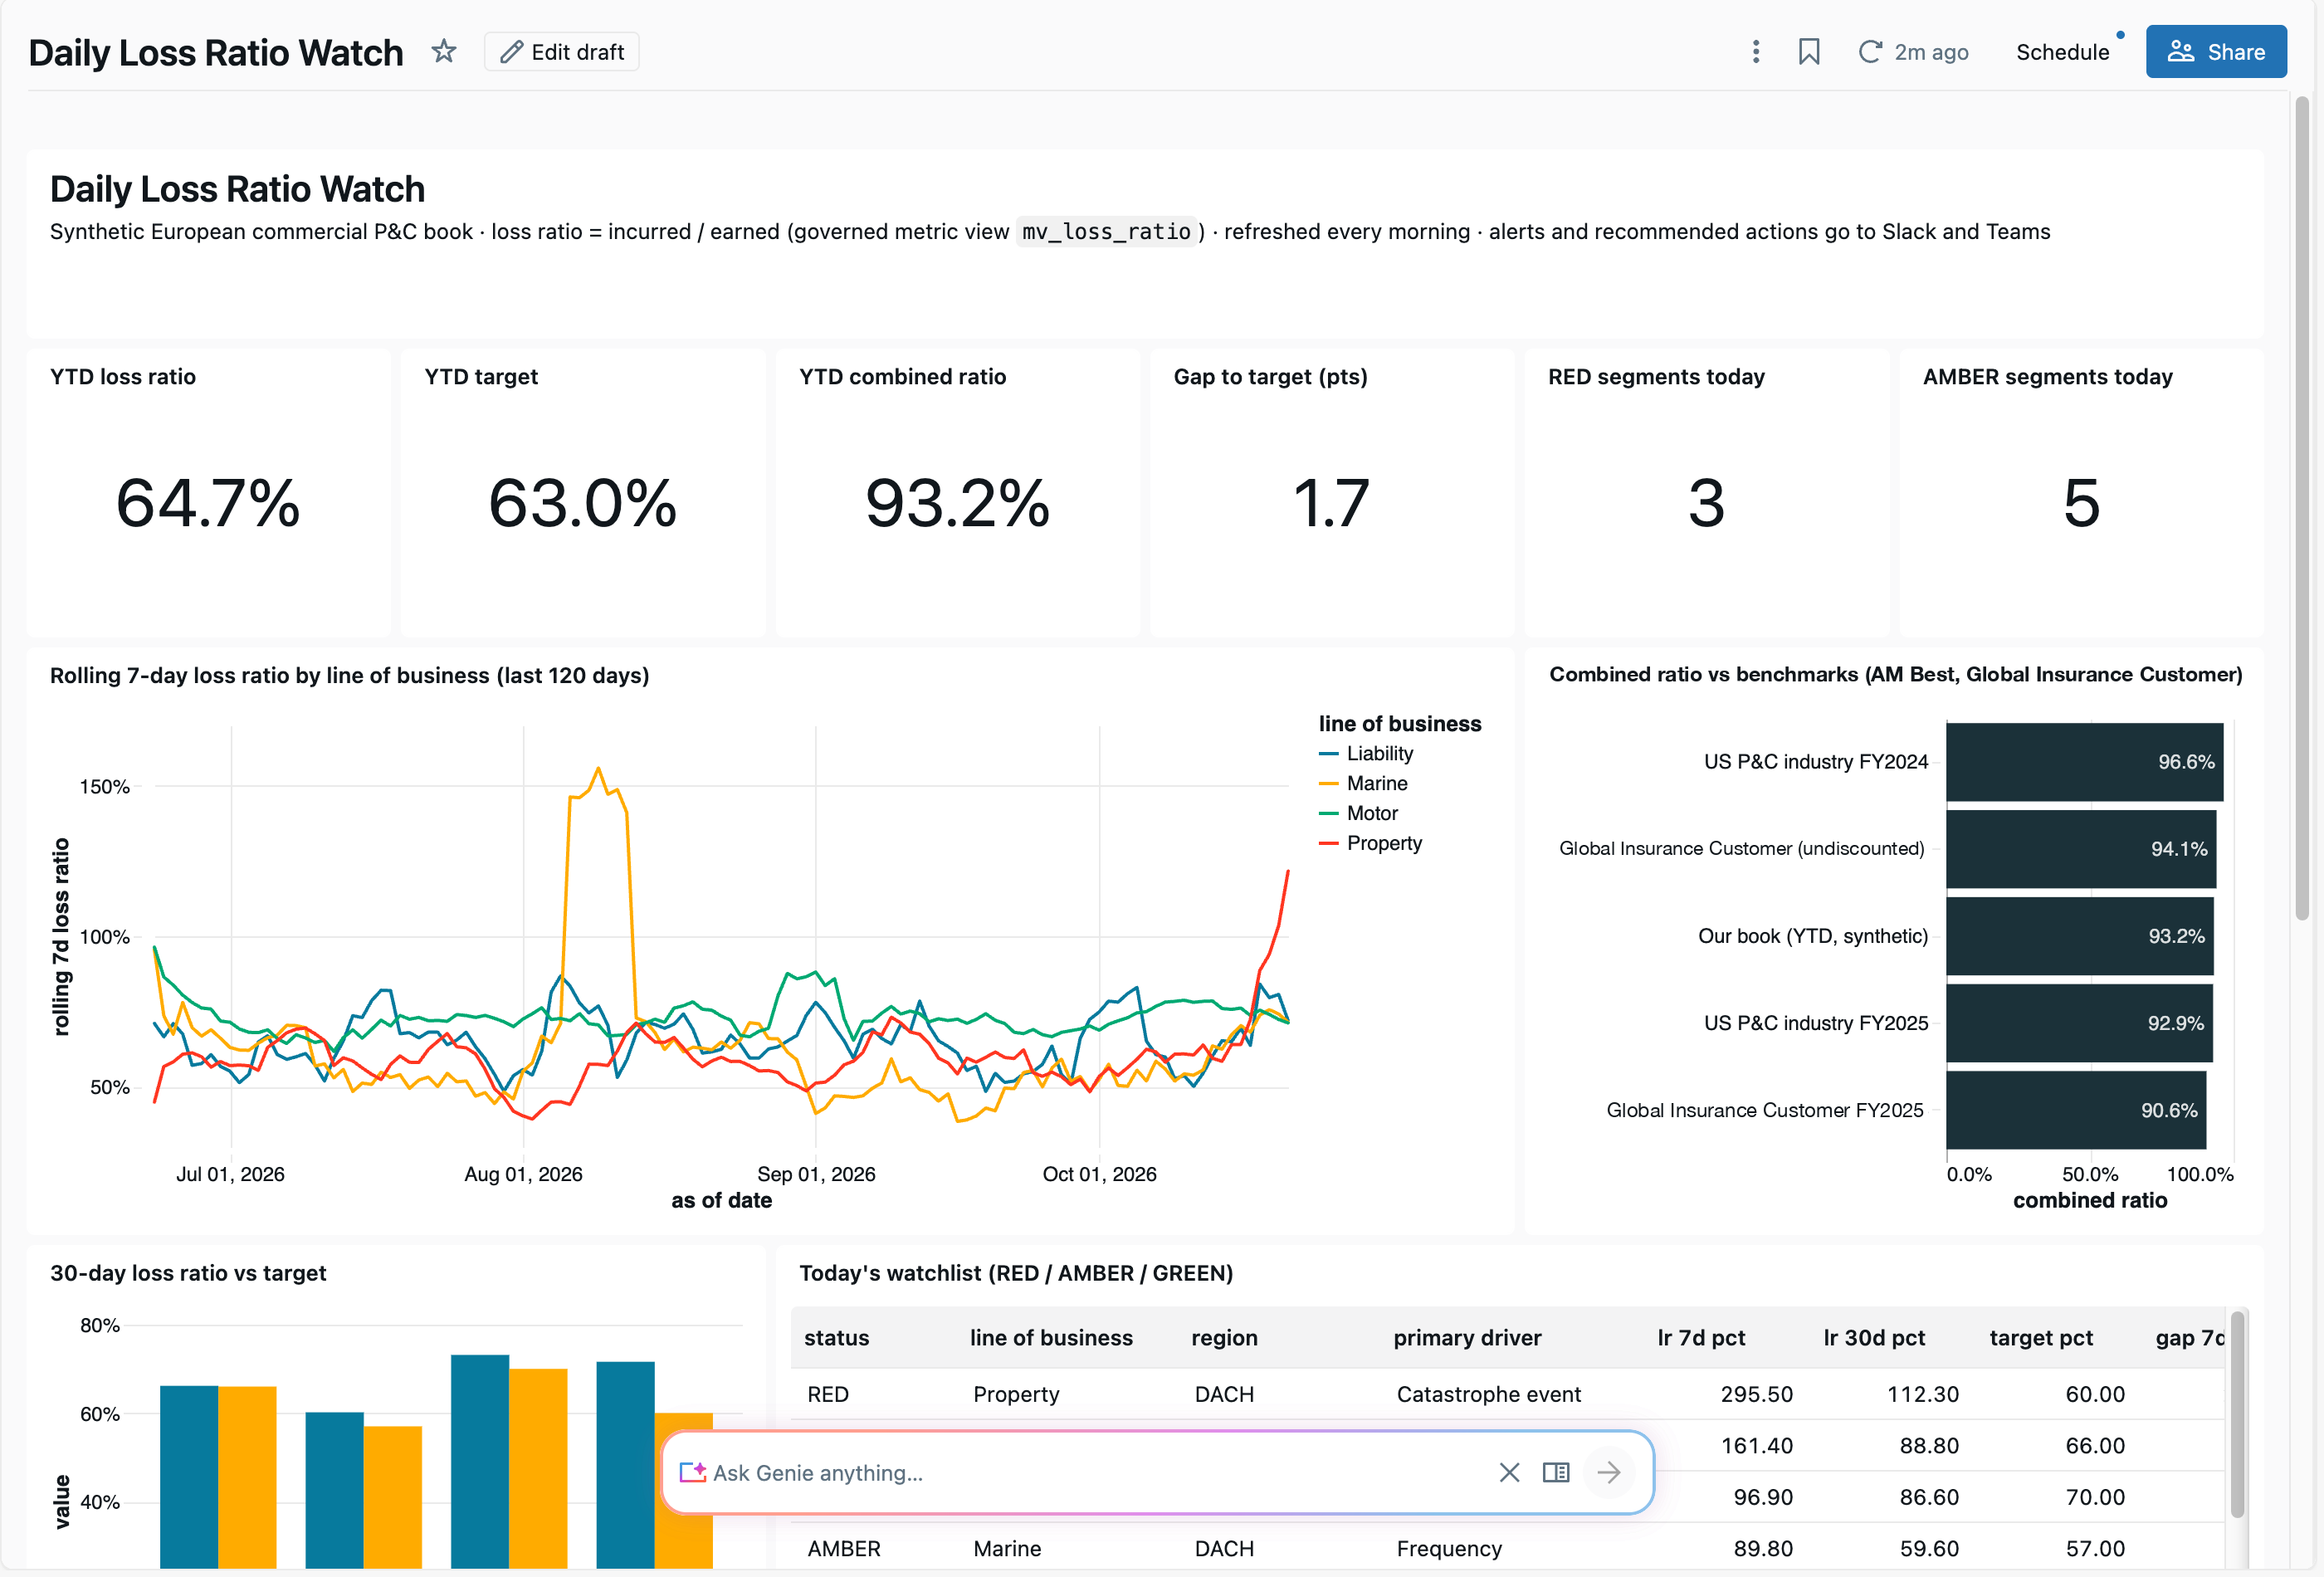 Daily Loss Ratio Watch
Edit draft
2m ago
Schedule
Share
Daily Loss Ratio Watch
Synthetic European commercial P&C book · loss ratio = incurred / earned (governed metric view mv_loss_ratio) · refreshed every morning · alerts and recommended actions go to Slack and Teams
YTD loss ratio
64.7%
YTD target
63.0%
YTD combined ratio
93.2%
Gap to target (pts)
1.7
RED segments today
3
AMBER segments today
5
Rolling 7-day loss ratio by line of business (last 120 days)
rolling 7d loss ratio
150%
100%
50%
Jul 01, 2026
Aug 01, 2026
Sep 01, 2026
Oct 01, 2026
as of date
line of business
Liability
Marine
Motor
Property
Combined ratio vs benchmarks (AM Best, Global Insurance Customer)
US P&C industry FY2024 96.6%
Global Insurance Customer (undiscounted) 94.1%
Our book (YTD, synthetic) 93.2%
US P&C industry FY2025 92.9%
Global Insurance Customer FY2025 90.6%
0.0% 50.0% 100.0%
combined ratio
30-day loss ratio vs target
value
80%
60%
40%
Today's watchlist (RED / AMBER / GREEN)
status line of business region primary driver lr 7d pct lr 30d pct target pct gap 7d
RED Property DACH Catastrophe event 295.50 112.30 60.00
161.40 88.80 66.00
96.90 86.60 70.00
AMBER Marine DACH Frequency 89.80 59.60 57.00
Ask Genie anything...